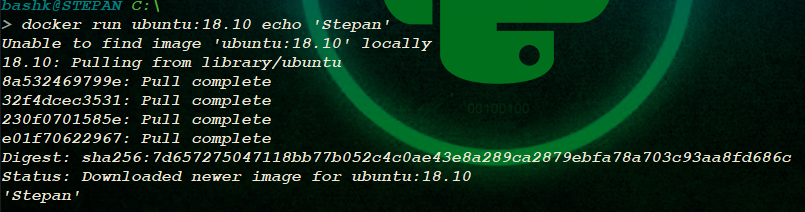 bashk@STEPAN C:\
> docker run ubuntu:18.10 echo 'Stepan'
Unable to find image 'ubuntu:18.10' locally
18.10: Pulling from library/ubuntu
8a532469799e: Pull complete
32f4dcec3531: Pull complete
230f0701585e: Pull complete
e01f70622967: Pull complete
Digest: sha256:7d657275047118bb77b052c4c0ae43e8a289ca2879ebfa78a703c93aa8fd686c
Status: Downloaded newer image for ubuntu:18.10
'Stepan'
00100100